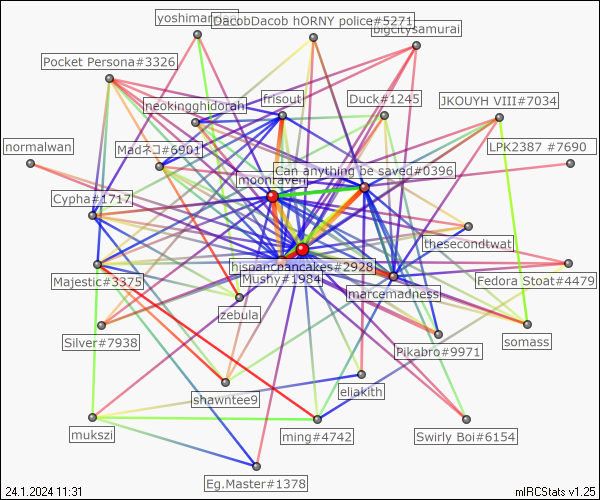 yoshimar
DacobDacob hORNY police#5271
bigcitysamurai
Pocket Persona#3326
neokingghidorah
frisout
Duck#1245
JKOUYH VIII#7034
normalwan
Madネコ#6901
LPK2387 #7690
Can anything be saved#0396
moonraven
Cypha#1717
thesecondtwat
hispanicpancakes#2928
Majestic#3375
Mushy#1984
marcemadness
Fedora Stoat#4479
zebula
Silver#7938
Pikabro#9971
somass
shawntee9
eliakith
mukszi
ming#4742
Swirly Boi#6154
Eg.Master#1378
24.1.2024 11:31
mIRCStats v1.25